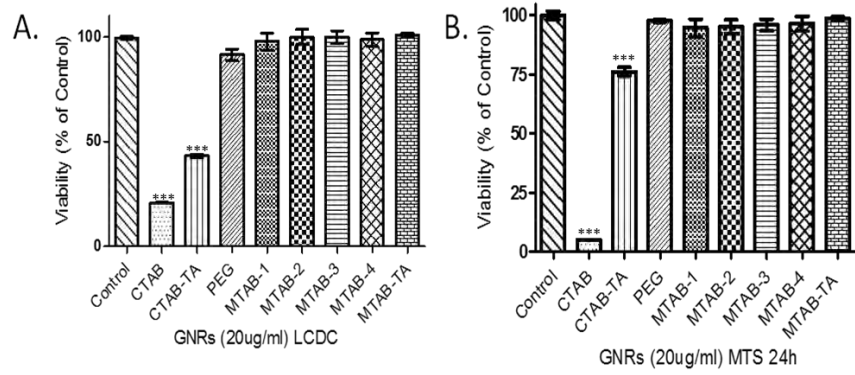 A.
Viability (% of Control)
100
50
0
***
***
Control
CTAB
CTAB-TA
PEG
MTAB-1
MTAB-2
MTAB-3
MTAB-4
MTAB-TA
GNRs (20ug/ml) LCDC
B.
Viability (% of Control)
100
75
50
25
0
***
***
Control
CTAB
CTAB-TA
PEG
MTAB-1
MTAB-2
MTAB-3
MTAB-4
MTAB-TA
GNRs (20ug/ml) MTS 24h